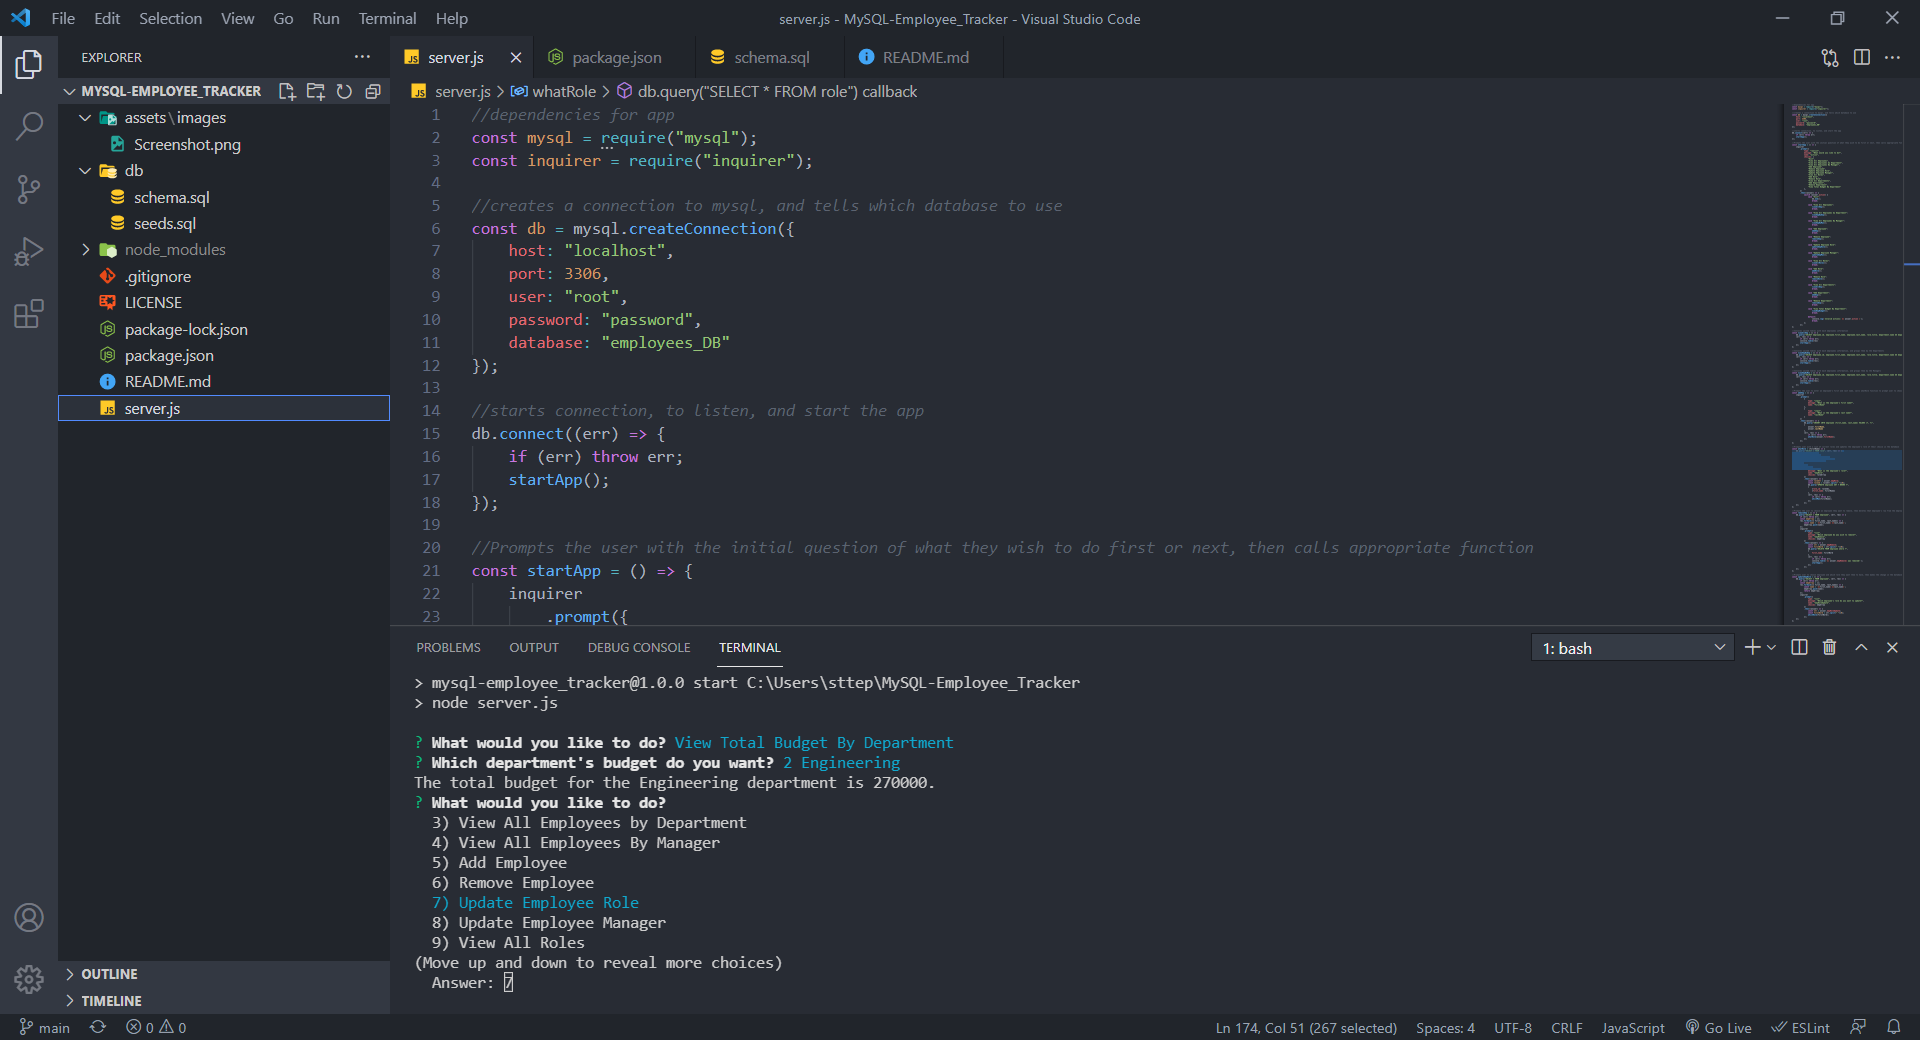 File Edit Selection View Go Run Terminal Help
server.js - MySQL-Employee_Tracker - Visual Studio Code
EXPLORER
MYSQL-EMPLOYEE_TRACKER
assets\images
Screenshot.png
db
schema.sql
seeds.sql
node_modules
.gitignore
LICENSE
package-lock.json
package.json
README.md
server.js
OUTLINE
TIMELINE
server.js package.json schema.sql README.md
server.js > whatRole > db.query("SELECT * FROM role") callback
1 //dependencies for app
2 const mysql = require("mysql");
3 const inquirer = require("inquirer");
4
5 //creates a connection to mysql, and tells which database to use
6 const db = mysql.createConnection({
7 host: "localhost",
8 port: 3306,
9 user: "root",
10 password: "password",
11 database: "employees_DB"
12 });
13
14 //starts connection, to listen, and start the app
15 db.connect((err) => {
16 if (err) throw err;
17 startApp();
18 });
19
20 //Prompts the user with the initial question of what they wish to do first or next, then calls appropriate function
21 const startApp = () => {
22 inquirer
23 .prompt({
PROBLEMS OUTPUT DEBUG CONSOLE TERMINAL
1: bash
> mysql-employee_tracker@1.0.0 start C:\Users\sttep\MySQL-Employee_Tracker
> node server.js
? What would you like to do? View Total Budget By Department
? Which department's budget do you want? 2 Engineering
The total budget for the Engineering department is 270000.
? What would you like to do?
3) View All Employees by Department
4) View All Employees By Manager
5) Add Employee
6) Remove Employee
7) Update Employee Role
8) Update Employee Manager
9) View All Roles
(Move up and down to reveal more choices)
Answer: 7
main 0 0 Ln 174, Col 51 (267 selected) Spaces: 4 UTF-8 CRLF JavaScript Go Live ESLint